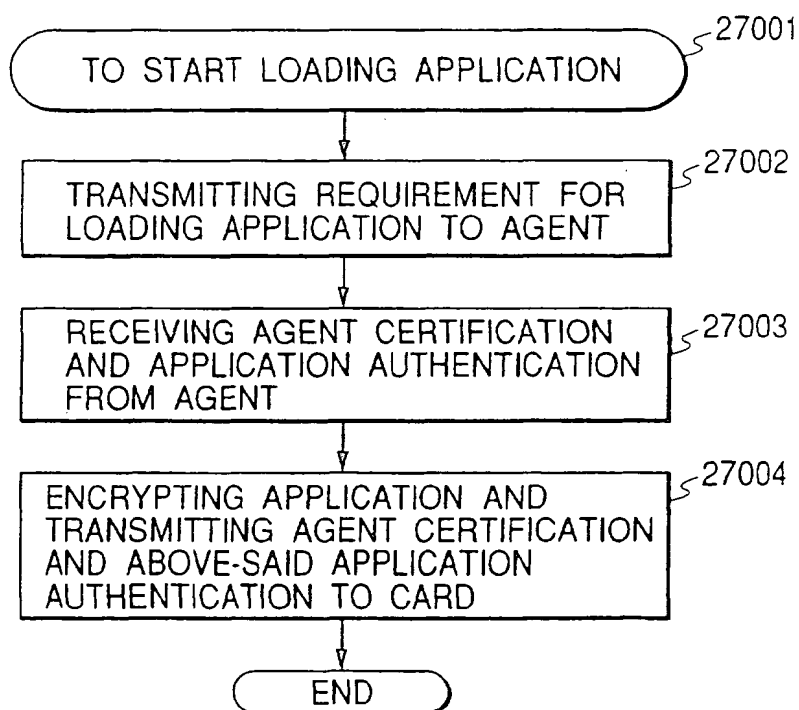 27001
TO START LOADING APPLICATION
27002
TRANSMITTING REQUIREMENT FOR
LOADING APPLICATION TO AGENT
27003
RECEIVING AGENT CERTIFICATION
AND APPLICATION AUTHENTICATION
FROM AGENT
27004
ENCRYPTING APPLICATION AND
TRANSMITTING AGENT CERTIFICATION
AND ABOVE-SAID APPLICATION
AUTHENTICATION TO CARD
END